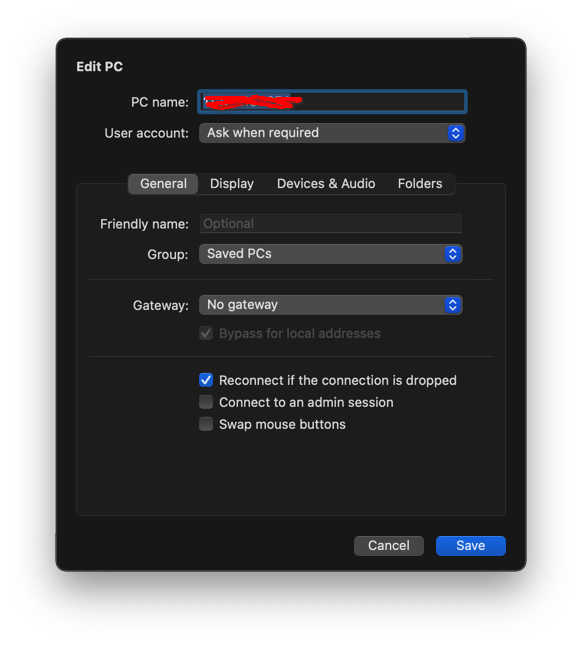 Edit PC
PC name:
User account: Ask when required
General Display Devices & Audio Folders
Friendly name: Optional
Group: Saved PCs
Gateway: No gateway
Bypass for local addresses
Reconnect if the connection is dropped
Connect to an admin session
Swap mouse buttons
Cancel Save